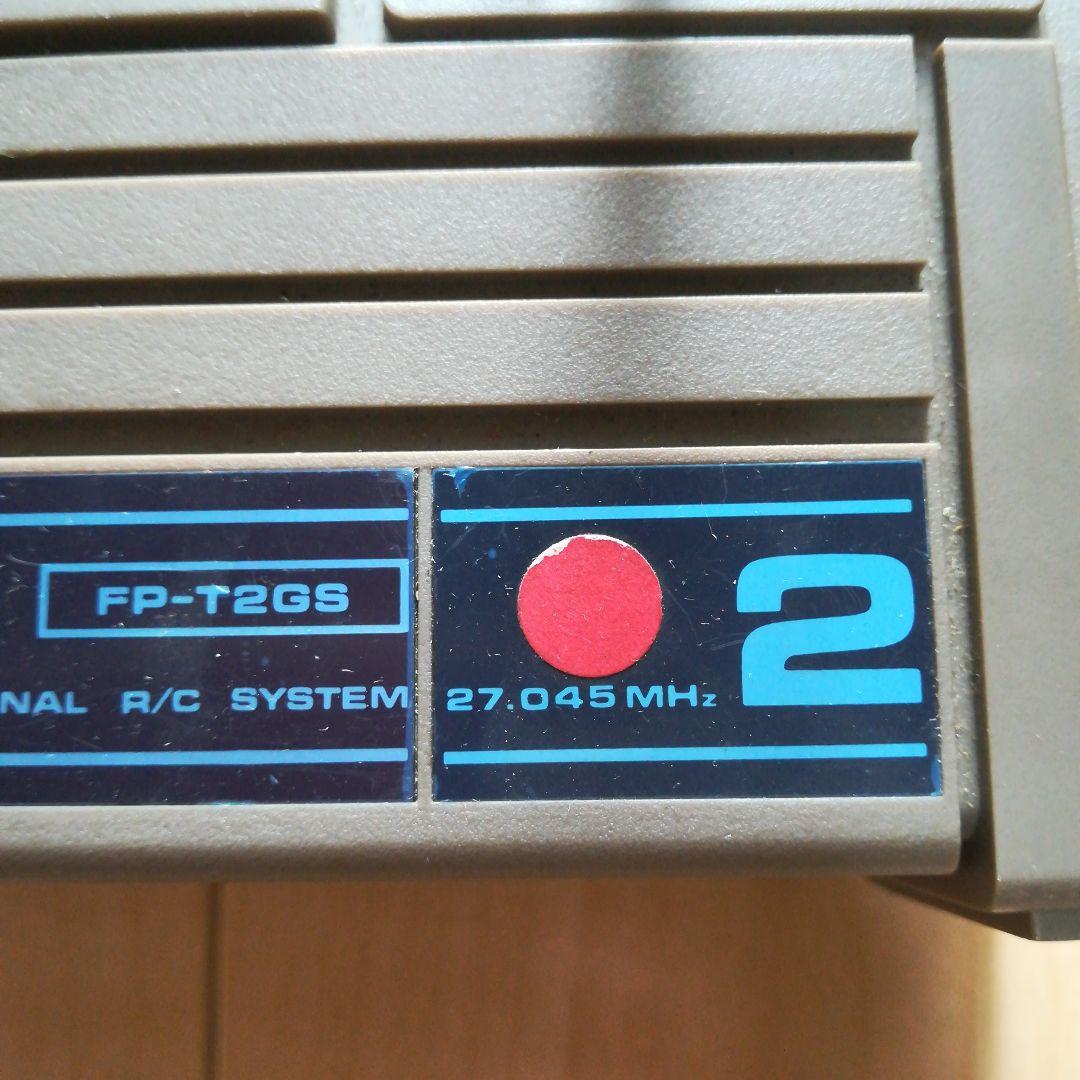 FP-T2GS
NAL R/C SYSTEM
27.045MHz
2